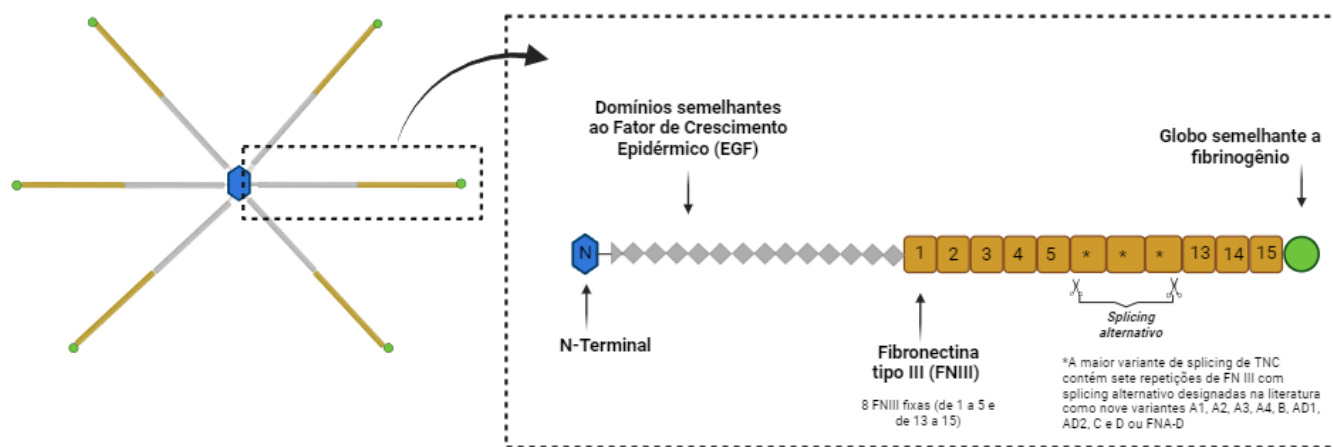 Domínios semelhantes
ao Fator de Crescimento
Epidérmico (EGF)
Globo semelhante a
fibrinogênio
N
1 2 3 4 5 * * * 13 14 15
Splicing
alternativo
N-Terminal
Fibronectina
tipo III (FNIII)
8 FNIII fixas (de 1 a 5 e
de 13 a 15)
*A maior variante de splicing de TNC
contém sete repetições de FN III com
splicing alternativo designadas na literatura
como nove variantes A1, A2, A3, A4, B, AD1,
AD2, C e D ou FNA-D